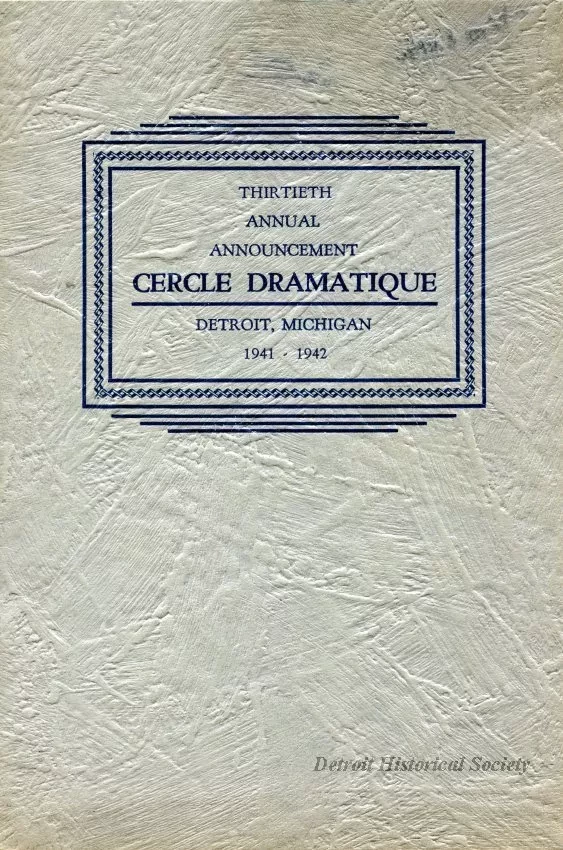 THIRTIETH
ANNUAL
ANNOUNCEMENT
CERCLE DRAMATIQUE
DETROIT, MICHIGAN
1941 - 1942
Detroit Historical Society